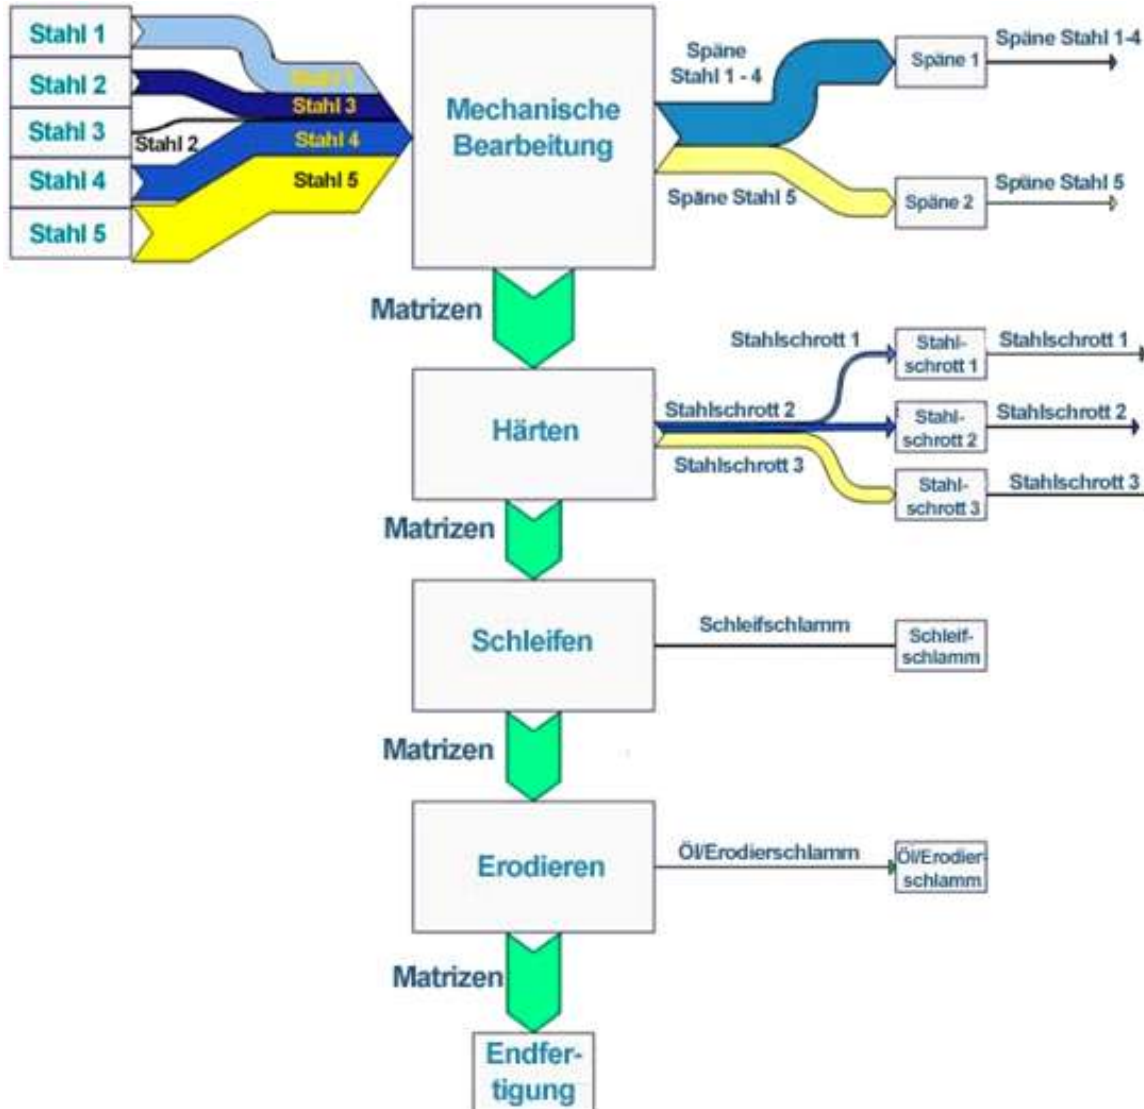 Stahl 1
Stahl 2
Stahl 3
Stahl 4
Stahl 5
Stahl 1
Stahl 3
Stahl 2
Stahl 4
Stahl 5
Mechanische
Bearbeitung
Späne
Stahl 1 - 4
Späne 1
Späne Stahl 1-4
Späne Stahl 5
Späne 2
Späne Stahl 5
Matrizen
Härten
Stahlschrott 1
Stahl-
schrott 1
Stahlschrott 1
Stahlschrott 2
Stahl-
schrott 2
Stahlschrott 2
Stahlschrott 3
Stahl-
schrott 3
Stahlschrott 3
Matrizen
Schleifen
Schleifschlamm
Schleif-
schlamm
Matrizen
Erodieren
Öl/Erodierschlamm
Öl/Erodier-
schlamm
Matrizen
Endfer-
tigung